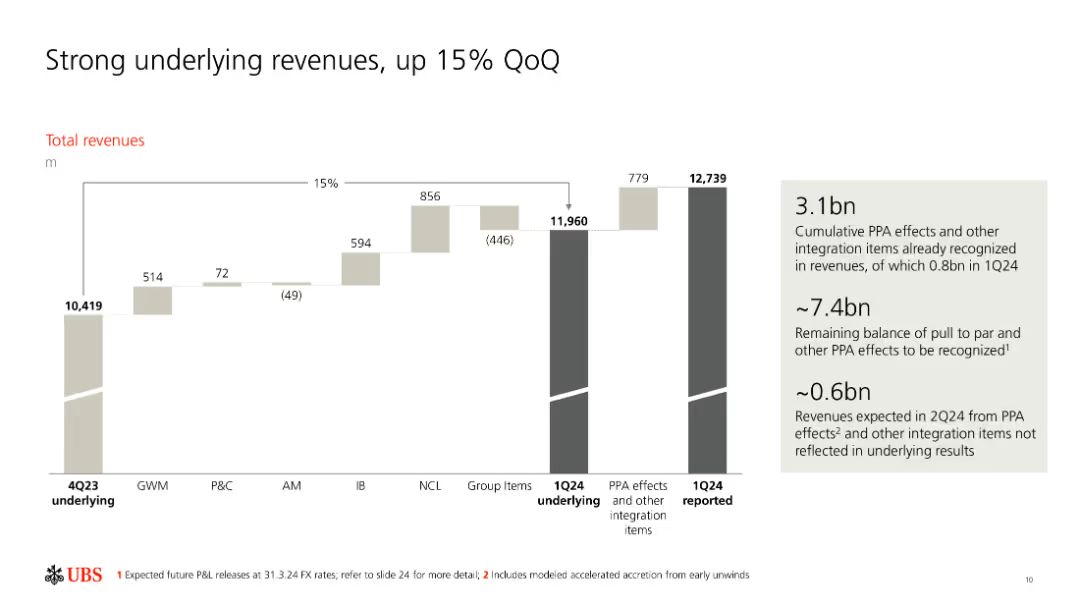 Strong underlying revenues, up 15% QoQ
Total revenues
m
15%
10,419
514
72
(49)
594
856
(446)
11,960
779
12,739
4Q23
underlying
GWM
P&C
AM
IB
NCL
Group Items
1Q24
underlying
PPA effects
and other
integration
items
1Q24
reported
3.1bn
Cumulative PPA effects and other
integration items already recognized
in revenues, of which 0.8bn in 1Q24
~7.4bn
Remaining balance of pull to par and
other PPA effects to be recognized¹
~0.6bn
Revenues expected in 2Q24 from PPA
effects² and other integration items not
reflected in underlying results
UBS
1 Expected future P&L releases at 31.3.24 FX rates; refer to slide 24 for more detail; 2 Includes modeled accelerated accretion from early unwinds
10